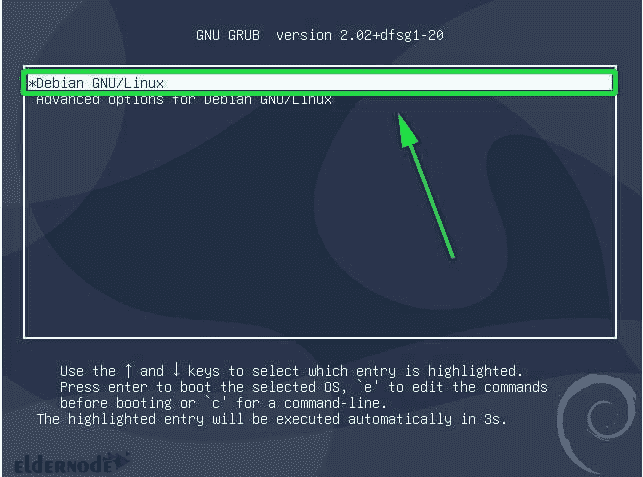 GNU GRUB  version 2.02+dfsg1-20
*Debian GNU/Linux
Advanced options for Debian GNU/Linux
Use the ↑ and ↓ keys to select which entry is highlighted.
Press enter to boot the selected OS, `e' to edit the commands
before booting or `c' for a command-line.
The highlighted entry will be executed automatically in 3s.
eldernode